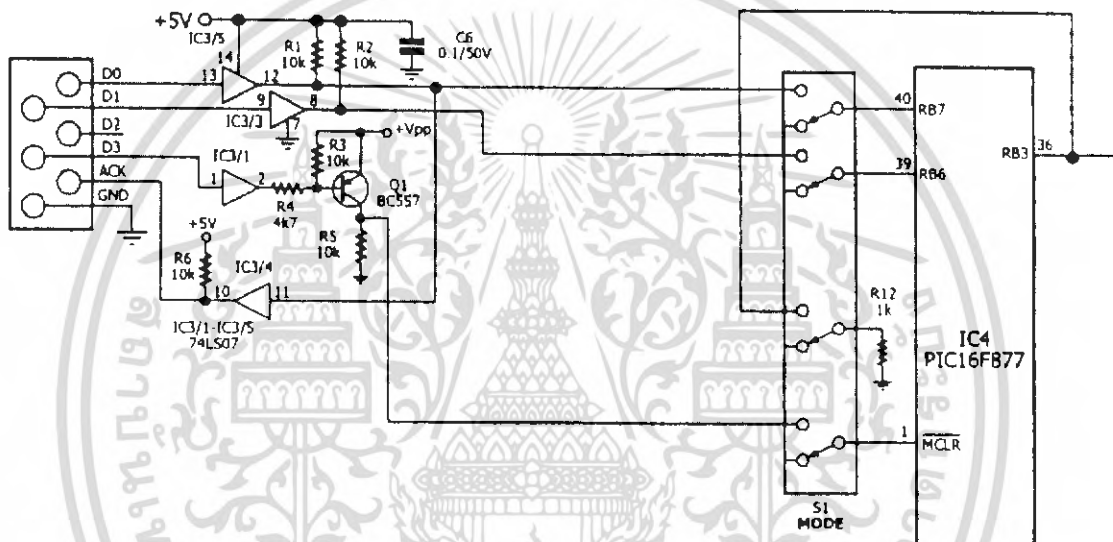 +5V
IC3/5
14
13
12
R1
10k
R2
10k
C6
0.1/50V
D0
D1
D2
D3
ACK
GND
9
8
7
IC3/3
+Vpp
R3
10k
IC3/1
1
2
R4
4k7
Q1
BC557
R5
10k
+5V
R6
10k
IC3/4
10
11
IC3/1-IC3/5
74LS07
40
RB7
39
RB6
RB3
36
R12
1k
IC4
PIC16F877
1
MCLR
S1
MODE